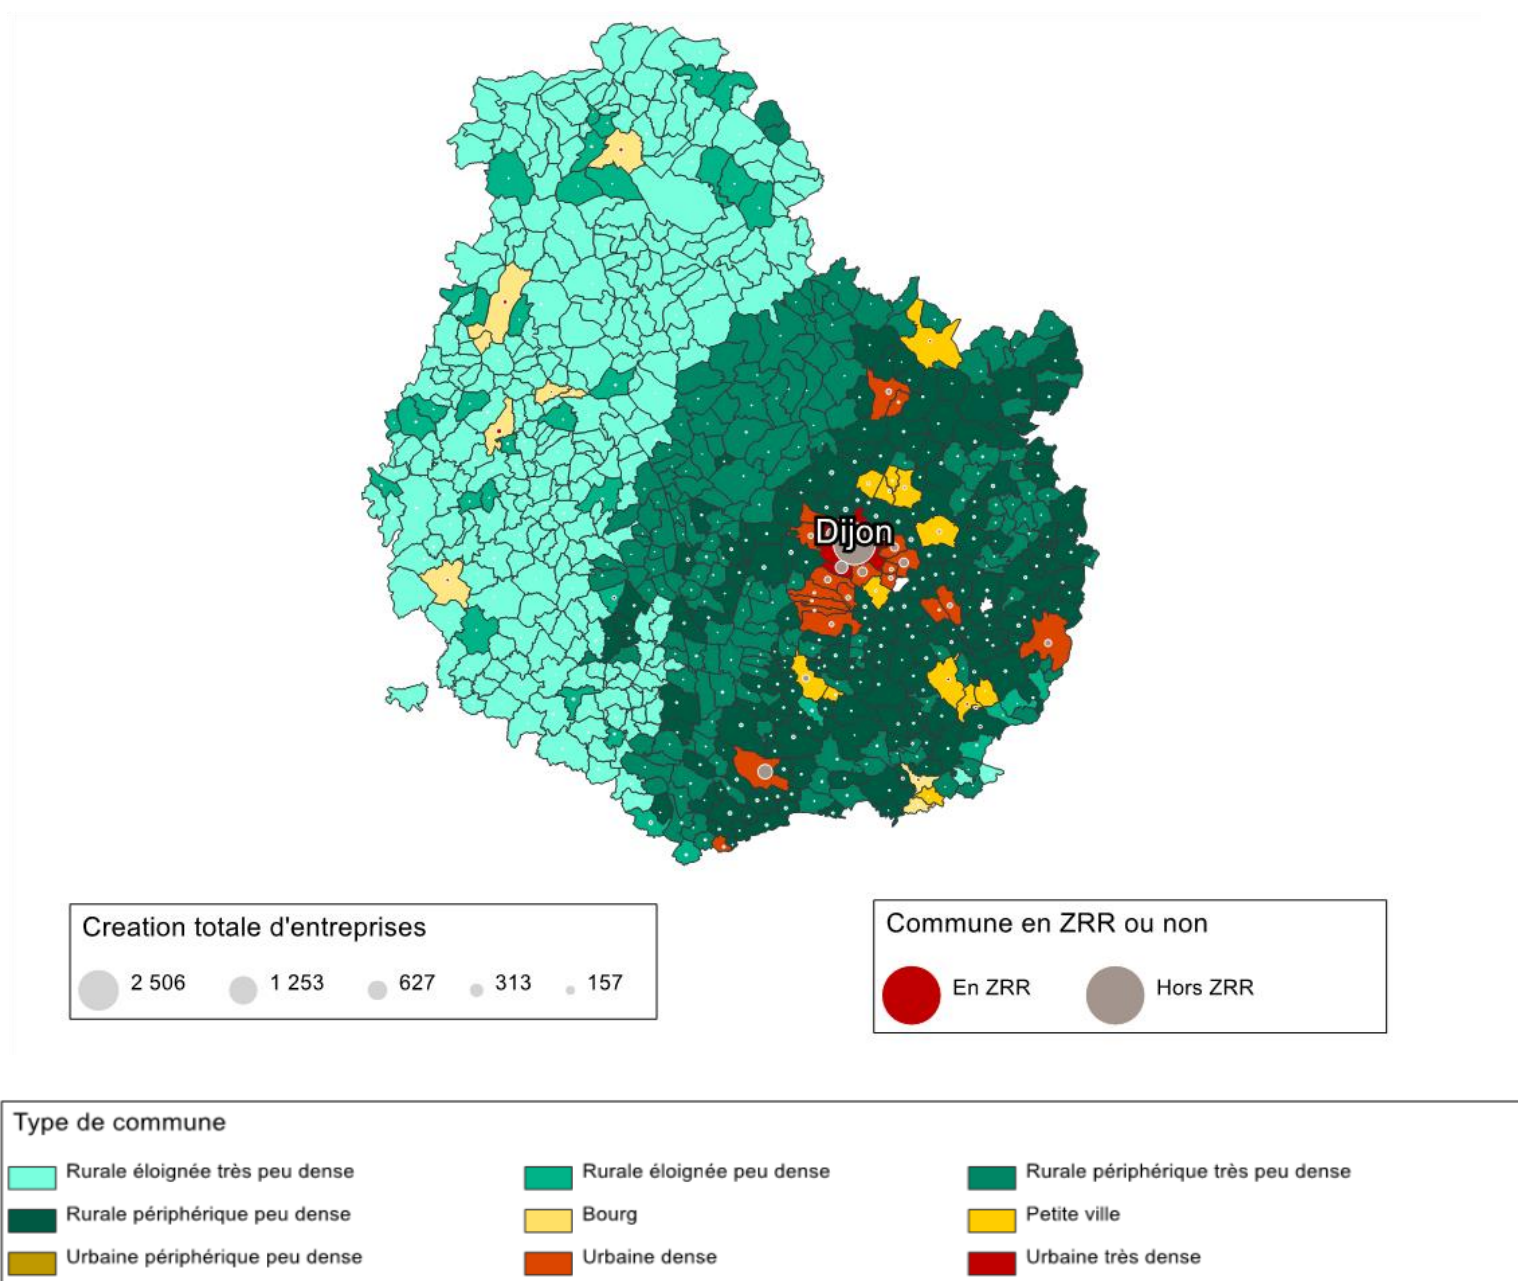 Dijon
Creation totale d'entreprises
2 506 1 253 627 313 157
Commune en ZRR ou non
En ZRR Hors ZRR
Type de commune
Rurale éloignée très peu dense Rurale éloignée peu dense Rurale périphérique très peu dense
Rurale périphérique peu dense Bourg Petite ville
Urbaine périphérique peu dense Urbaine dense Urbaine très dense